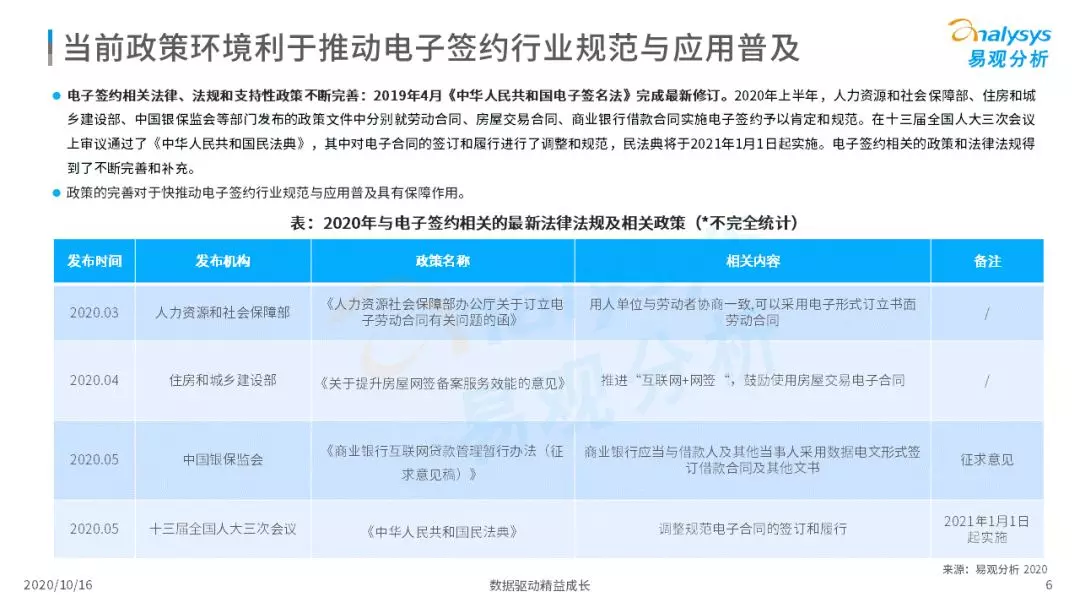 当前政策环境利于推动电子签约行业规范与应用普及
analysys
易观分析
电子签约相关法律、法规和支持性政策不断完善：2019年4月《中华人民共和国电子签名法》完成最新修订。2020年上半年，人力资源和社会保障部、住房和城
乡建设部、中国银保监会等部门发布的政策文件中分别就劳动合同、房屋交易合同、商业银行借款合同实施电子签约予以肯定和规范。在十三届全国人大三次会议
上审议通过了《中华人民共和国民法典》，其中对电子合同的签订和履行进行了调整和规范，民法典将于2021年1月1日起实施。电子签约相关的政策和法律法规得
到了不断完善和补充。
政策的完善对于快推动电子签约行业规范与应用普及具有保障作用。
表：2020年与电子签约相关的最新法律法规及相关政策（*不完全统计）
发布时间 发布机构 政策名称 相关内容 备注
2020.03 人力资源和社会保障部 《人力资源社会保障部办公厅关于订立电
子劳动合同有关问题的函》 用人单位与劳动者协商一致,可以采用电子形式订立书面
劳动合同 /
2020.04 住房和城乡建设部 《关于提升房屋网签备案服务效能的意见》 推进“互联网+网签“，鼓励使用房屋交易电子合同 /
2020.05 中国银保监会 《商业银行互联网贷款管理暂行办法（征
求意见稿）》 商业银行应当与借款人及其他当事人采用数据电文形式签
订借款合同及其他文书 征求意见
2020.05 十三届全国人大三次会议 《中华人民共和国民法典》 调整规范电子合同的签订和履行 2021年1月1日
起实施
来源：易观分析 2020
2020/10/16 数据驱动精益成长 6
易观分析